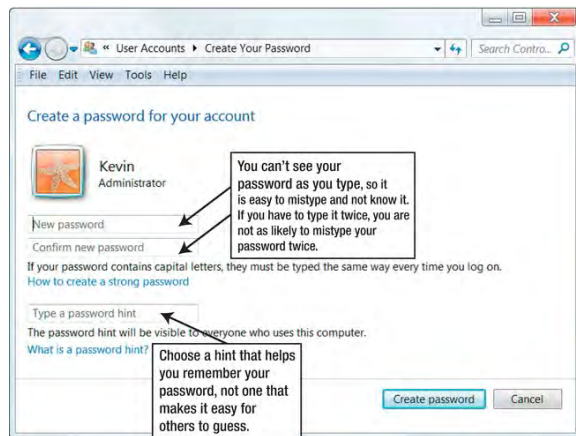 « User Accounts ▸ Create Your Password
Search Contro...
File Edit View Tools Help
Create a password for your account
Kevin
Administrator
You can't see your
password as you type, so it
is easy to mistype and not know it.
If you have to type it twice, you are
not as likely to mistype your
password twice.
New password
Confirm new password
If your password contains capital letters, they must be typed the same way every time you log on.
How to create a strong password
Type a password hint
The password hint will be visible to everyone who uses this computer.
What is a password hint?
Choose a hint that helps
you remember your
password, not one that
makes it easy for
others to guess.
Create password
Cancel